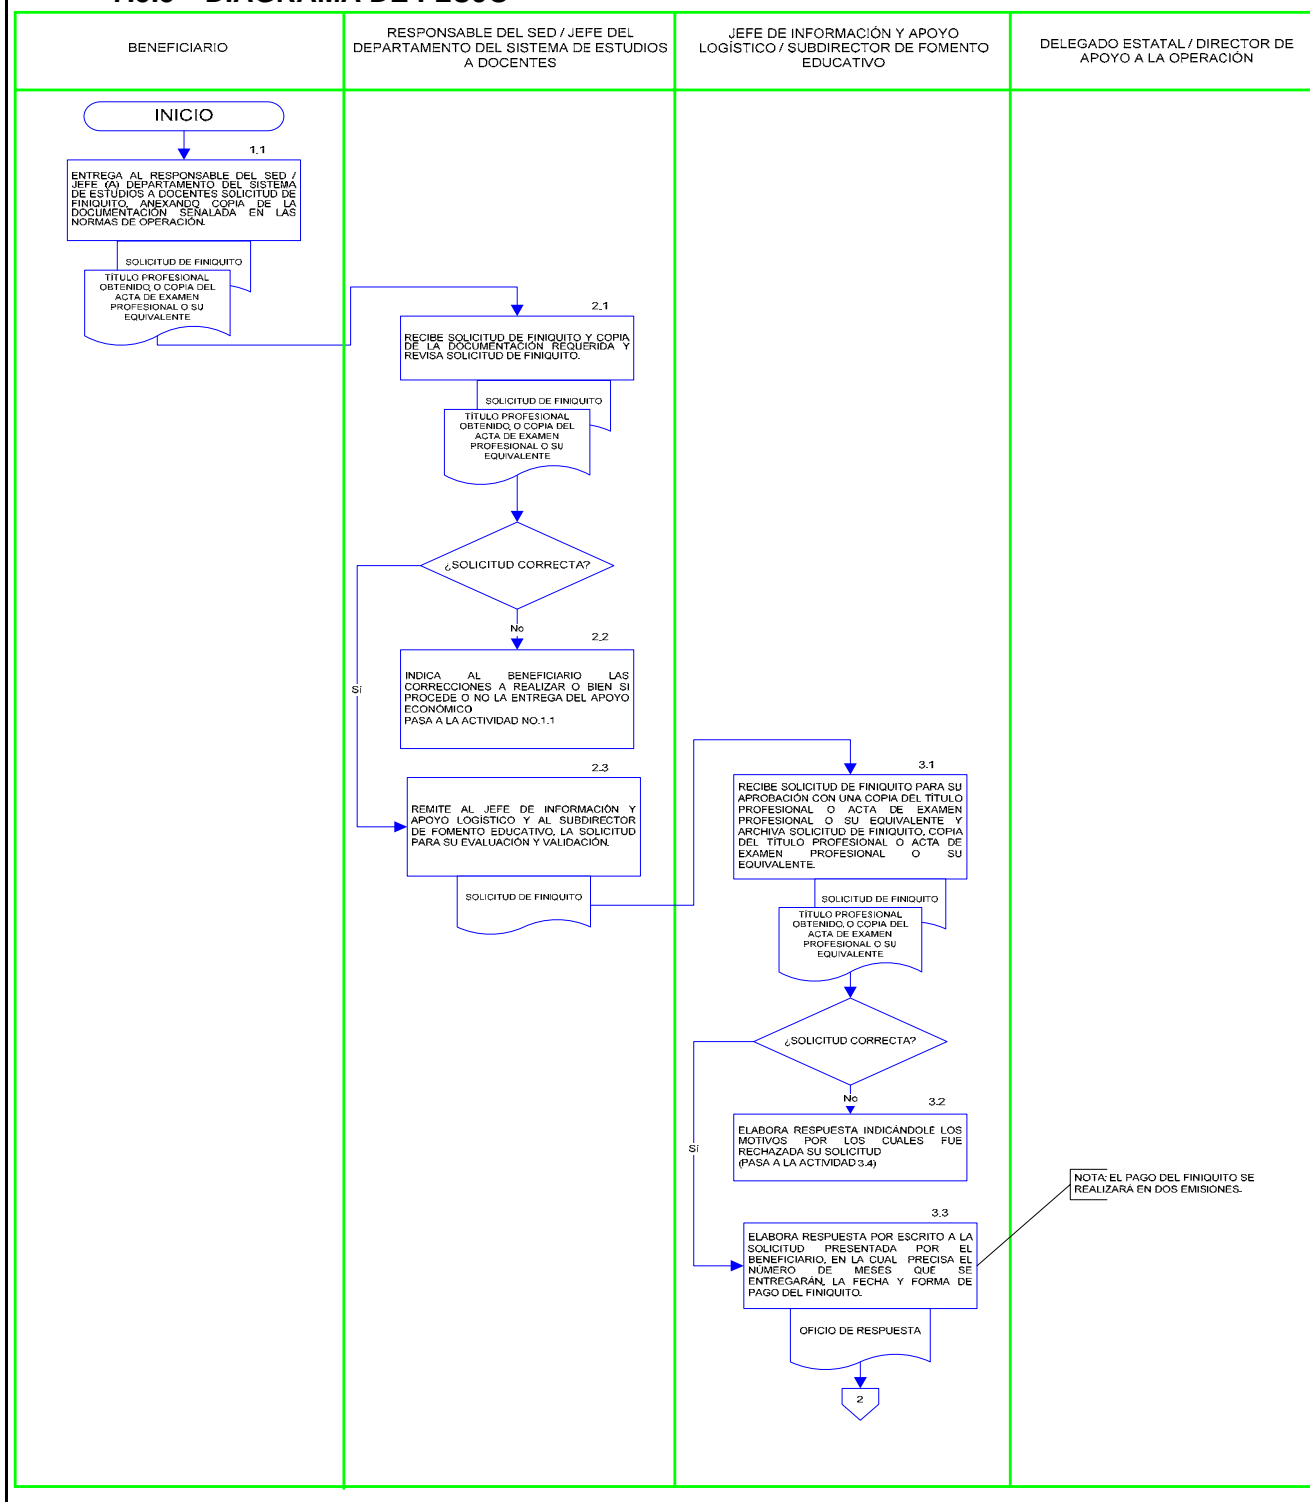 DIAGRAMA DE FLUJO
BENEFICIARIO
RESPONSABLE DEL SED / JEFE DEL
DEPARTAMENTO DEL SISTEMA DE ESTUDIOS
A DOCENTES
JEFE DE INFORMACIÓN Y APOYO
LOGÍSTICO / SUBDIRECTOR DE FOMENTO
EDUCATIVO
DELEGADO ESTATAL / DIRECTOR DE
APOYO A LA OPERACIÓN
INICIO
1.1
ENTREGA AL RESPONSABLE DEL SED /
JEFE (A) DEPARTAMENTO DEL SISTEMA
DE ESTUDIOS A DOCENTES SOLICITUD DE
FINIQUITO, ANEXANDO COPIA DE LA
DOCUMENTACIÓN SEÑALADA EN LAS
NORMAS DE OPERACIÓN.
SOLICITUD DE FINIQUITO
TÍTULO PROFESIONAL
OBTENIDO, O COPIA DEL
ACTA DE EXAMEN
PROFESIONAL O SU
EQUIVALENTE
2.1
RECIBE SOLICITUD DE FINIQUITO Y COPIA
DE LA DOCUMENTACIÓN REQUERIDA Y
REVISA SOLICITUD DE FINIQUITO.
SOLICITUD DE FINIQUITO
TÍTULO PROFESIONAL
OBTENIDO, O COPIA DEL
ACTA DE EXAMEN
PROFESIONAL O SU
EQUIVALENTE
¿SOLICITUD CORRECTA?
No
2.2
INDICA AL BENEFICIARIO LAS
CORRECCIONES A REALIZAR O BIEN SI
PROCEDE O NO LA ENTREGA DEL APOYO
ECONÓMICO
PASA A LA ACTIVIDAD NO.1.1
Sí
2.3
REMITE AL JEFE DE INFORMACIÓN Y
APOYO LOGÍSTICO Y AL SUBDIRECTOR
DE FOMENTO EDUCATIVO, LA SOLICITUD
PARA SU EVALUACIÓN Y VALIDACIÓN.
SOLICITUD DE FINIQUITO
3.1
RECIBE SOLICITUD DE FINIQUITO PARA SU
APROBACIÓN CON UNA COPIA DEL TÍTULO
PROFESIONAL O ACTA DE EXAMEN
PROFESIONAL O SU EQUIVALENTE Y
ARCHIVA SOLICITUD DE FINIQUITO, COPIA
DEL TÍTULO PROFESIONAL O ACTA DE
EXAMEN PROFESIONAL O SU
EQUIVALENTE.
SOLICITUD DE FINIQUITO
TÍTULO PROFESIONAL
OBTENIDO, O COPIA DEL
ACTA DE EXAMEN
PROFESIONAL O SU
EQUIVALENTE
¿SOLICITUD CORRECTA?
No
3.2
ELABORA RESPUESTA INDICÁNDOLE LOS
MOTIVOS POR LOS CUALES FUE
RECHAZADA SU SOLICITUD
(PASA A LA ACTIVIDAD 3.4)
Sí
3.3
ELABORA RESPUESTA POR ESCRITO A LA
SOLICITUD PRESENTADA POR EL
BENEFICIARIO, EN LA CUAL PRECISA EL
NÚMERO DE MESES QUE SE
ENTREGARÁN, LA FECHA Y FORMA DE
PAGO DEL FINIQUITO.
NOTA: EL PAGO DEL FINIQUITO SE
REALIZARÁ EN DOS EMISIONES.
OFICIO DE RESPUESTA
2